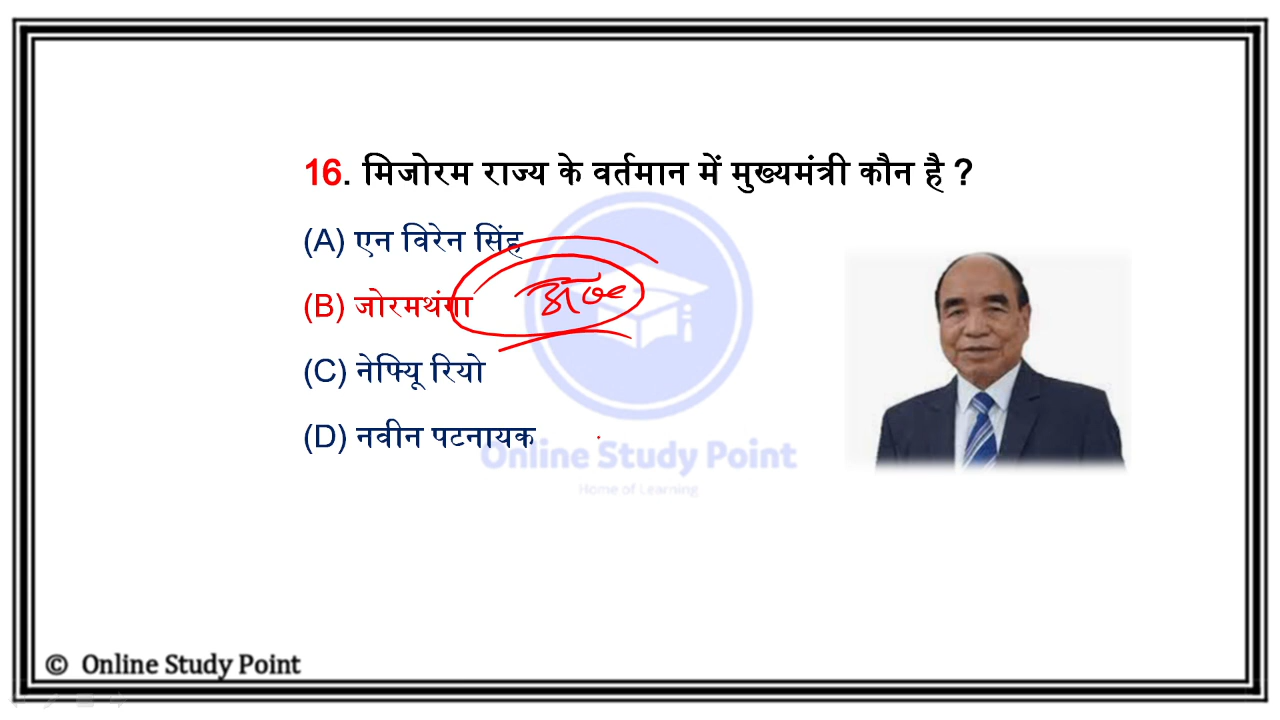 16. मिजोरम राज्य के वर्तमान में मुख्यमंत्री कौन है ?
(A) एन विरेन सिंह
(B) जोरमथंगा
(C) नेफ्यू रियो
(D) नवीन पटनायक
Online Study Point
Home of Learning
© Online Study Point